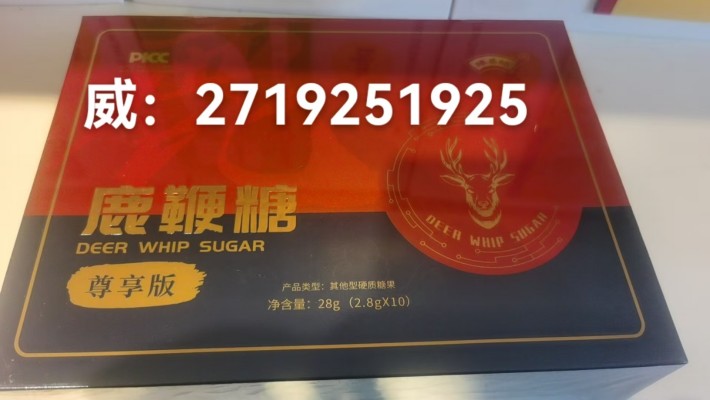 PICC
威：2719251925
鹿鞭糖
DEER WHIP SUGAR
尊享版
DEER WHIP SUGAR
产品类型：其他型硬质糖果
净含量：28g（2.8gX10）